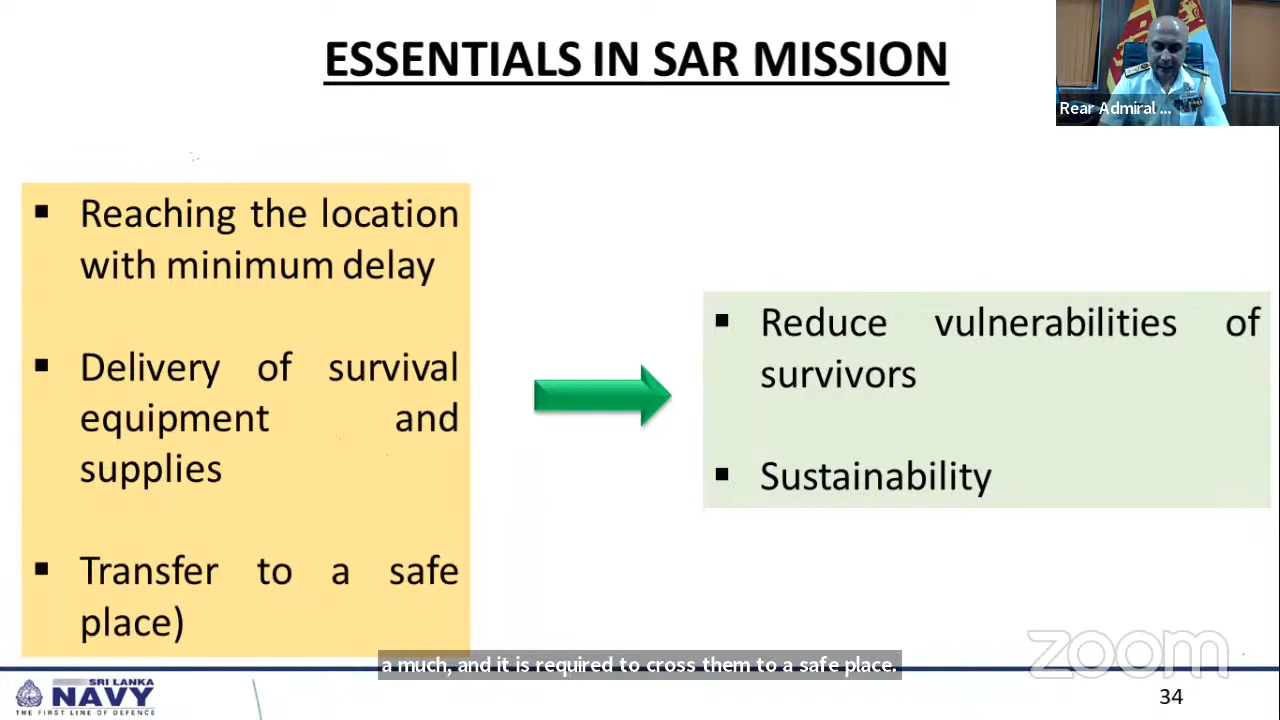 ESSENTIALS IN SAR MISSION
Rear Admiral ...
▪ Reaching the location
with minimum delay
▪ Delivery of survival
equipment and
supplies
▪ Transfer to a safe
place)
▪ Reduce vulnerabilities of
survivors
▪ Sustainability
a much, and it is required to cross them to a safe place.
zoom
SRI LANKA
NAVY
THE FIRST LINE OF DEFENCE
34